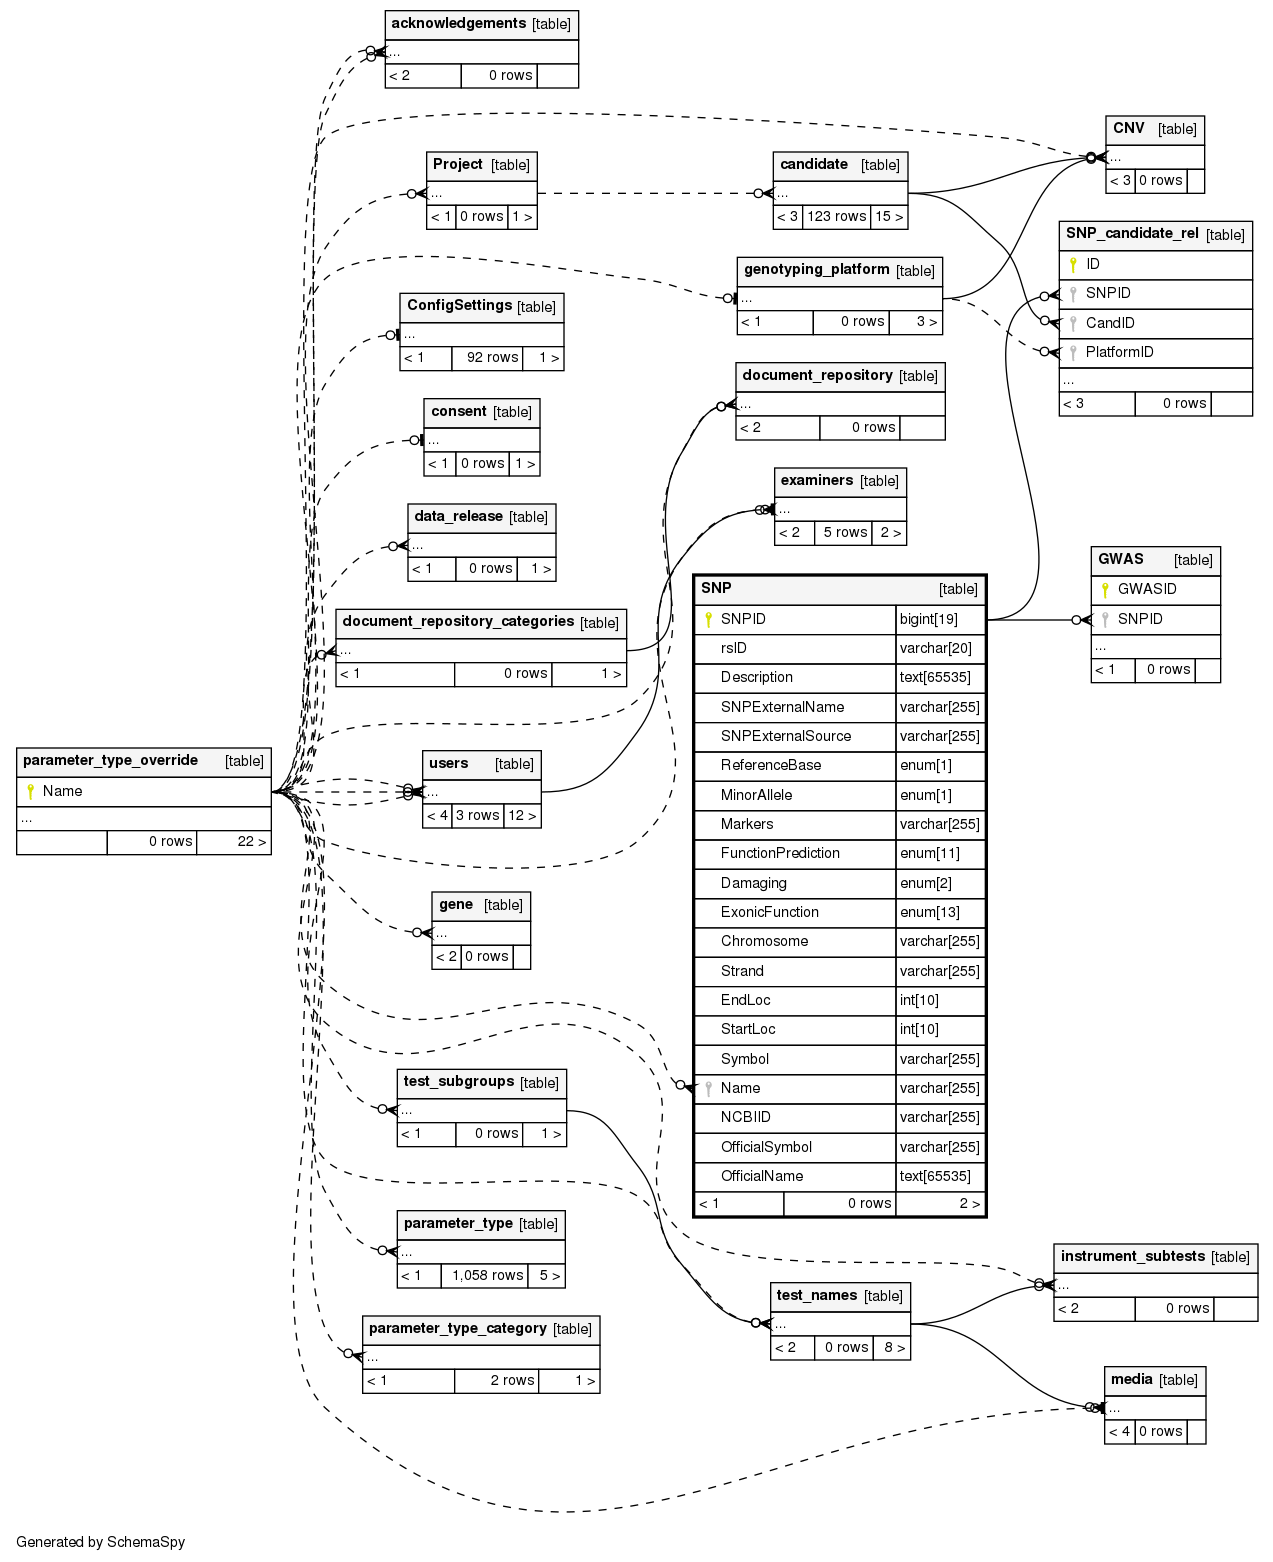 acknowledgements [table]
...
< 2 0 rows
CNV [table]
...
< 3 0 rows
Project [table]
...
< 1 0 rows 1 >
candidate [table]
...
< 3 123 rows 15 >
SNP_candidate_rel [table]
ID
SNPID
CandID
PlatformID
...
< 3 0 rows
genotyping_platform [table]
...
< 1 0 rows 3 >
ConfigSettings [table]
...
< 1 92 rows 1 >
document_repository [table]
...
< 2 0 rows
consent [table]
...
< 1 0 rows 1 >
examiners [table]
...
< 2 5 rows 2 >
data_release [table]
...
< 1 0 rows 1 >
GWAS [table]
GWASID
SNPID
...
< 1 0 rows
SNP [table]
SNPID bigint[19]
rsID varchar[20]
Description text[65535]
SNPExternalName varchar[255]
SNPExternalSource varchar[255]
ReferenceBase enum[1]
MinorAllele enum[1]
Markers varchar[255]
FunctionPrediction enum[11]
Damaging enum[2]
ExonicFunction enum[13]
Chromosome varchar[255]
Strand varchar[255]
EndLoc int[10]
StartLoc int[10]
Symbol varchar[255]
Name varchar[255]
NCBIID varchar[255]
OfficialSymbol varchar[255]
OfficialName text[65535]
< 1 0 rows 2 >
document_repository_categories [table]
...
< 1 0 rows 1 >
parameter_type_override [table]
Name
...
0 rows 22 >
users [table]
...
< 4 3 rows 12 >
gene [table]
...
< 2 0 rows
test_subgroups [table]
...
< 1 0 rows 1 >
parameter_type [table]
...
< 1 1,058 rows 5 >
instrument_subtests [table]
...
< 2 0 rows
test_names [table]
...
< 2 0 rows 8 >
parameter_type_category [table]
...
< 1 2 rows 1 >
media [table]
...
< 4 0 rows
Generated by SchemaSpy